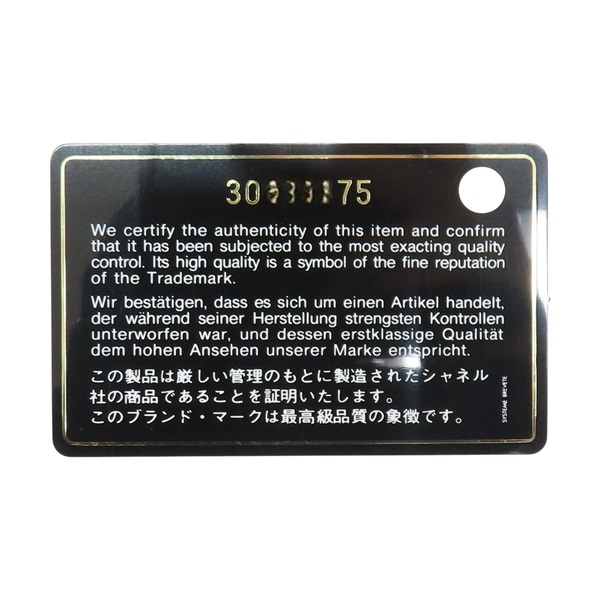 We certify the authenticity of this item and confirm
that it has been subjected to the most exacting quality
control. Its high quality is a symbol of the fine reputation
of the Trademark.
Wir bestätigen, dass es sich um einen Artikel handelt,
der während seiner Herstellung strengsten Kontrollen
unterworfen war, und dessen erstklassige Qualität
dem hohen Ansehen unserer Marke entspricht.
この製品は厳しい管理のもとに製造されたシャネル
社の商品であることを証明いたします。
このブランド・マークは最高級品質の象徴です。
SYSTEME BREVETE